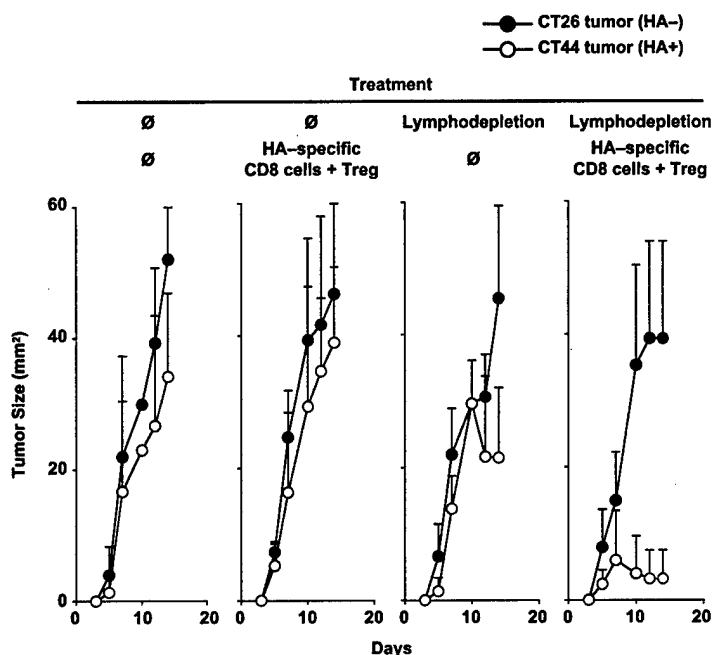 CT26 tumor (HA–)
CT44 tumor (HA+)
Treatment
Ø Ø Lymphodepletion Lymphodepletion
Ø HA–specific CD8 cells + Treg Ø HA–specific CD8 cells + Treg
Tumor Size (mm²)
60
40
20
0
0 10 20 0 10 20 0 10 20 0 10 20
Days